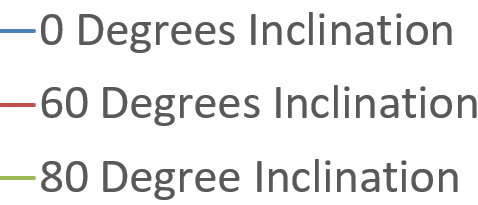 0 Degrees Inclination
60 Degrees Inclination
80 Degree Inclination